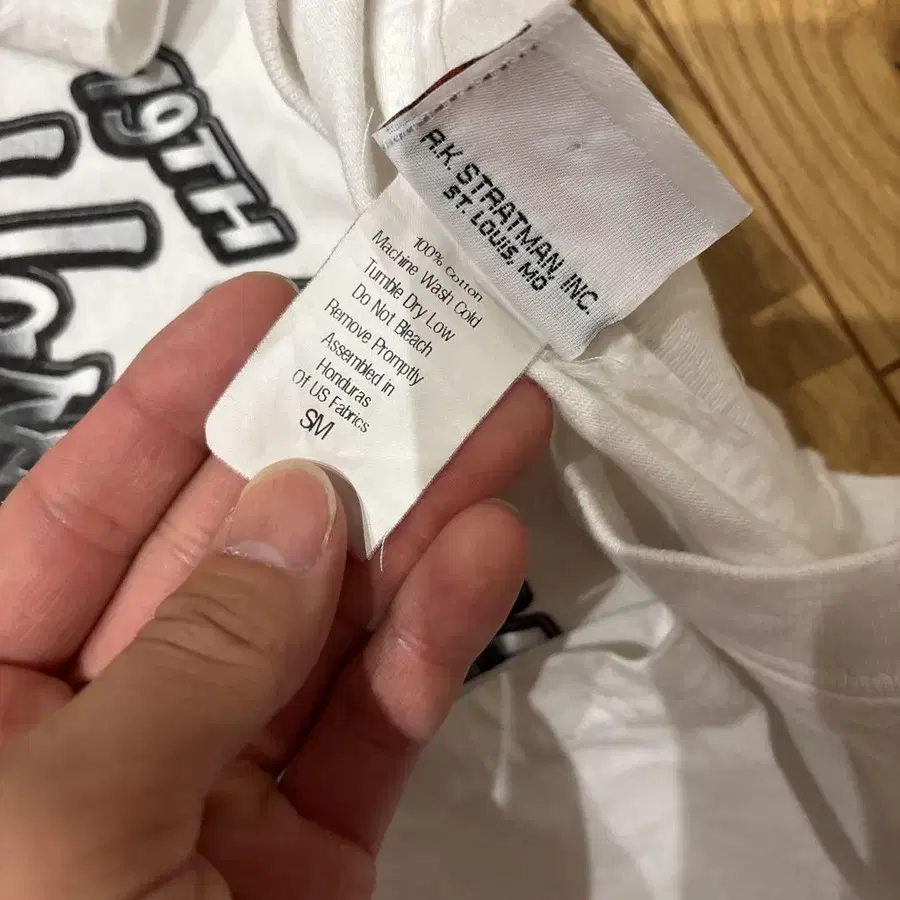 19TH
R.K. STRATMAN INC.
ST. LOUIS, MO
100% Cotton
Machine Wash Cold
Tumble Dry Low
Do Not Bleach
Remove Promptly
Assembled in
Honduras
Of US Fabrics
SM